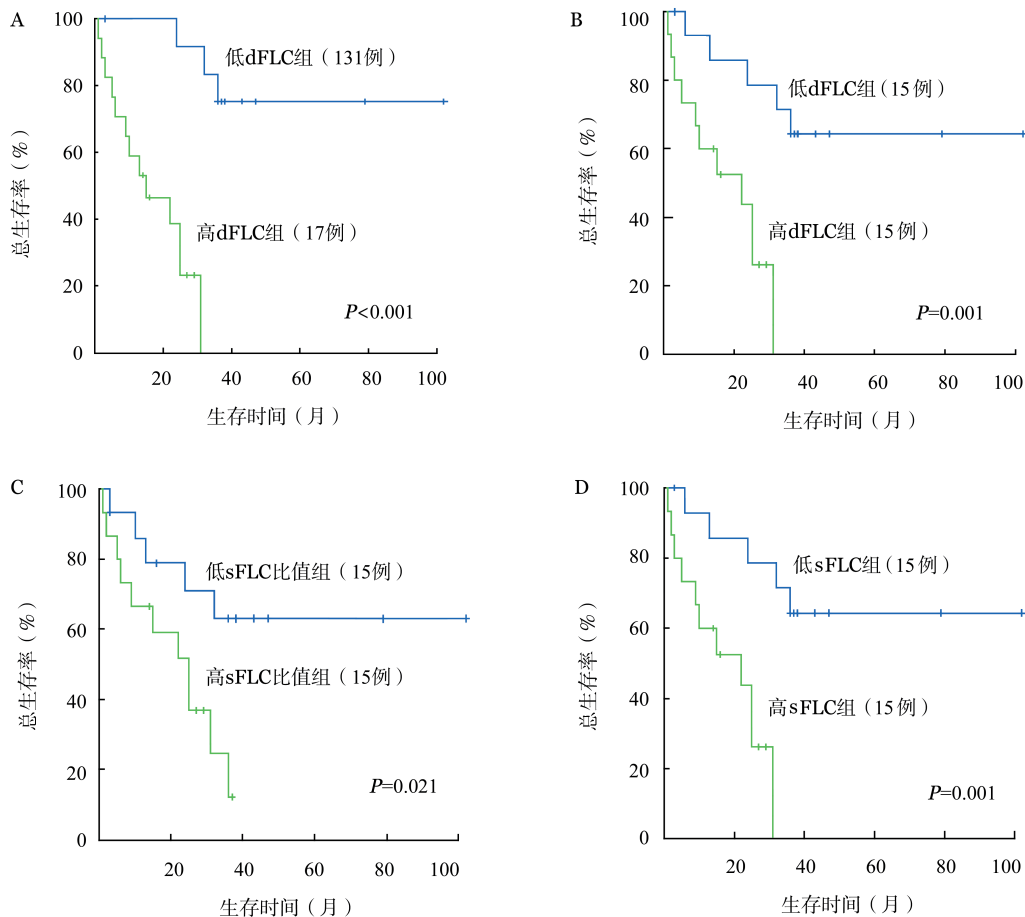 A
100
80
60
40
20
0
总生存率（%）
低dFLC组（131例）
高dFLC组（17例）
P<0.001
20 40 60 80 100
生存时间（月）
B
100
80
60
40
20
0
总生存率（%）
低dFLC组（15例）
高dFLC组（15例）
P=0.001
20 40 60 80 100
生存时间（月）
C
100
80
60
40
20
0
总生存率（%）
低sFLC比值组（15例）
高sFLC比值组（15例）
P=0.021
20 40 60 80 100
生存时间（月）
D
100
80
60
40
20
0
总生存率（%）
低sFLC组（15例）
高sFLC组（15例）
P=0.001
20 40 60 80 100
生存时间（月）